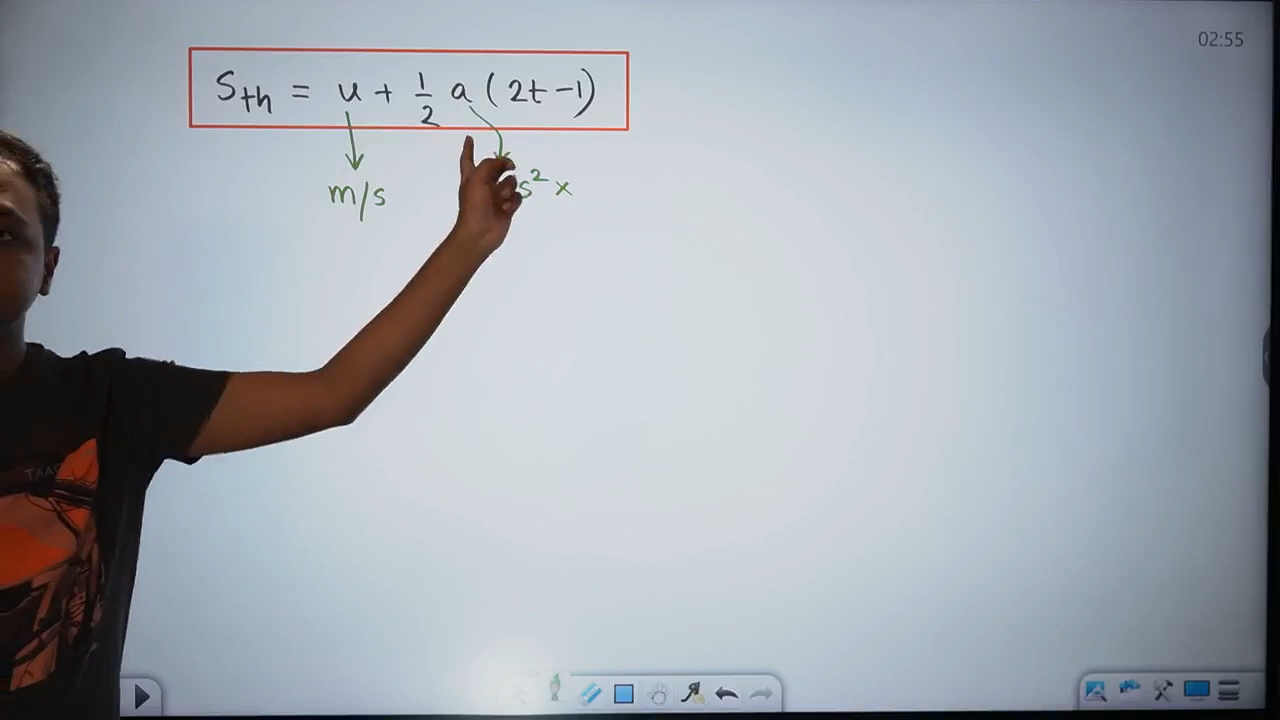 02:55
Sth = u + 1/2 a (2t - 1)
m/s
s² x